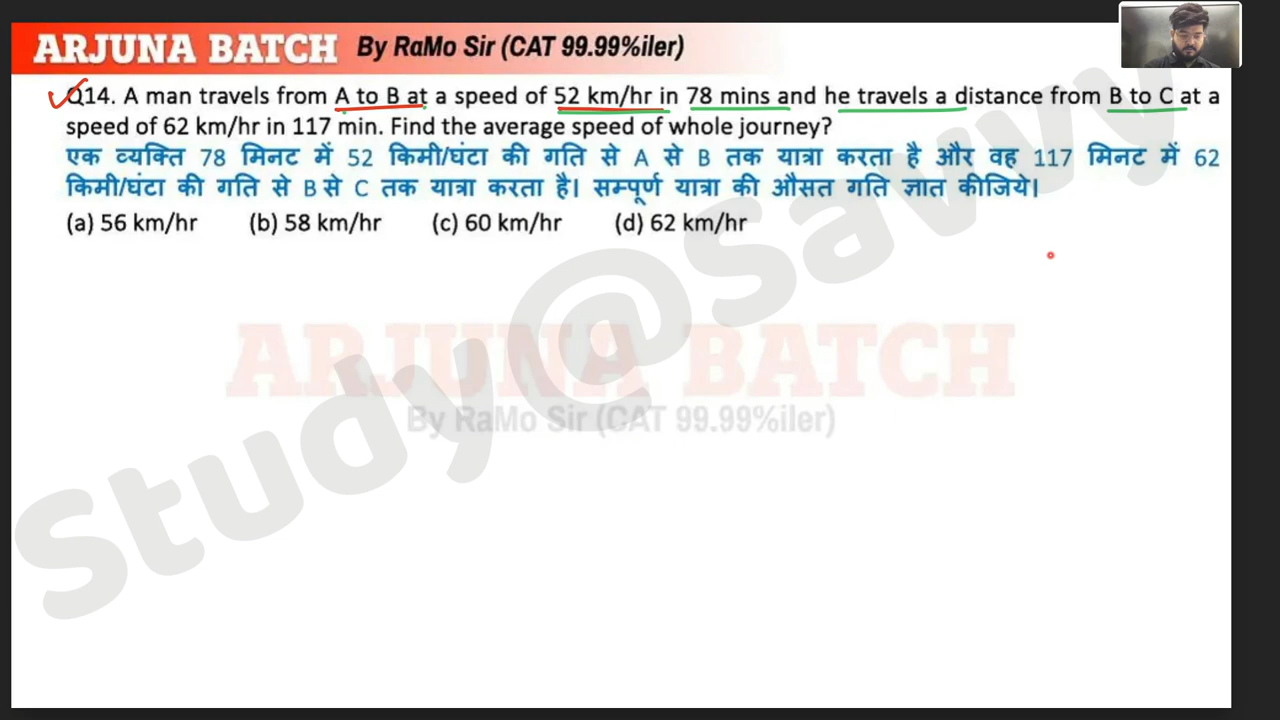 ARJUNA BATCH By RaMo Sir (CAT 99.99%iler)
Q14. A man travels from A to B at a speed of 52 km/hr in 78 mins and he travels a distance from B to C at a
speed of 62 km/hr in 117 min. Find the average speed of whole journey?
एक व्यक्ति 78 मिनट में 52 किमी/घंटा की गति से A से B तक यात्रा करता है और वह 117 मिनट में 62
किमी/घंटा की गति से B से C तक यात्रा करता है। सम्पूर्ण यात्रा की औसत गति ज्ञात कीजिये।
(a) 56 km/hr (b) 58 km/hr (c) 60 km/hr (d) 62 km/hr
Study@Savvy
ARJUNA BATCH
By RaMo Sir (CAT 99.99%iler)